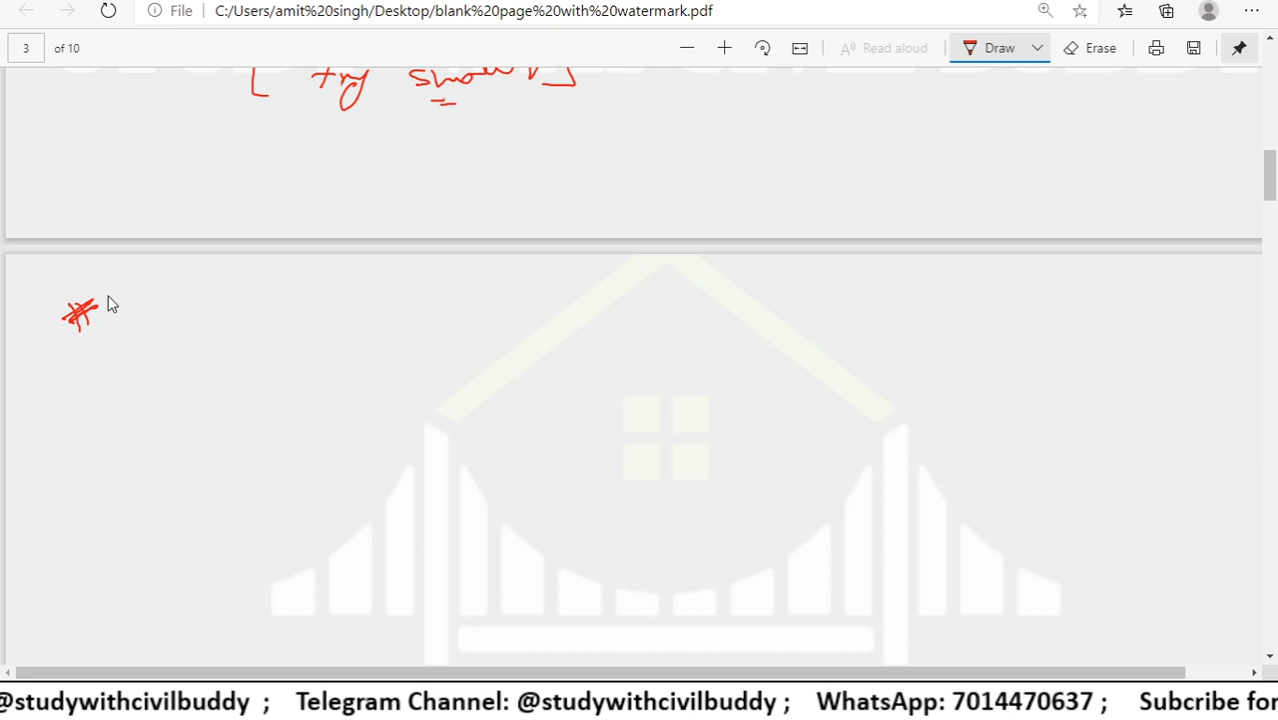 File C:/Users/amit%20singh/Desktop/blank%20page%20with%20watermark.pdf
3 of 10 Read aloud Draw Erase
[ try small ]
#
@studywithcivilbuddy ; Telegram Channel: @studywithcivilbuddy ; WhatsApp: 7014470637 ; Subcribe for